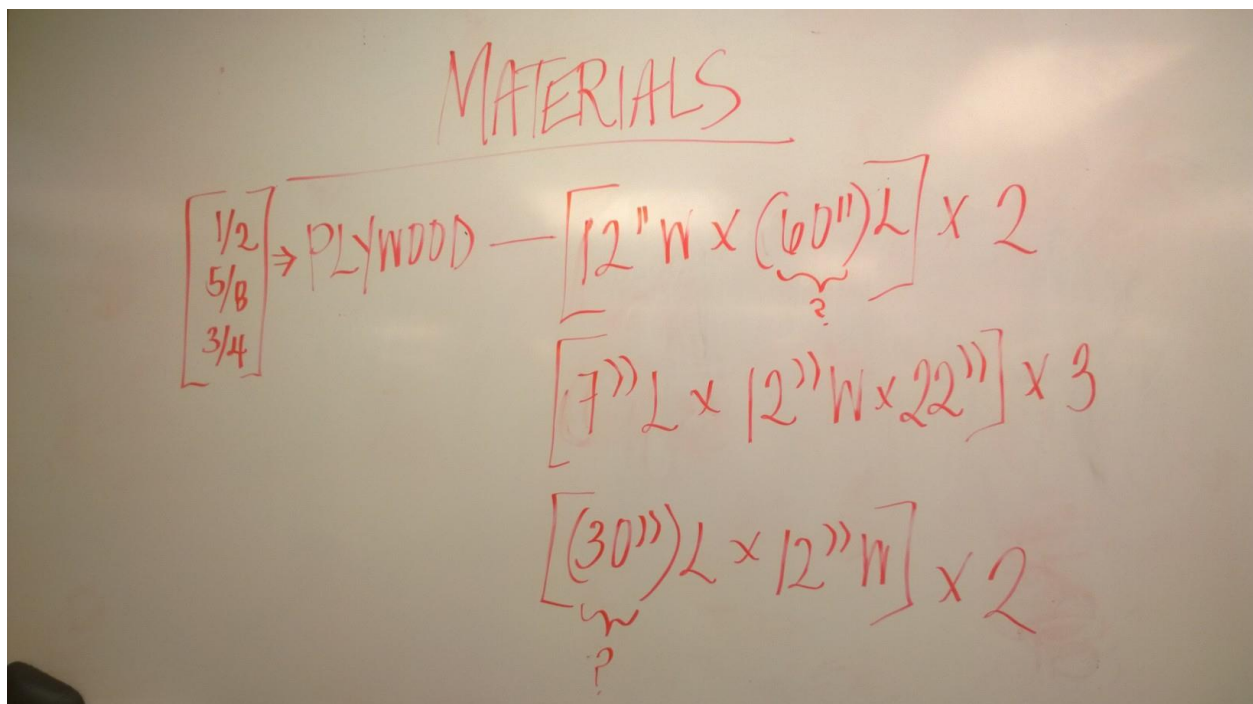 MATERIALS
[1/2 5/8 3/4] → PLYWOOD — [12"W x (60")L] x 2
?
[7"L x 12"W x 22"] x 3
[(30")L x 12"W] x 2
?